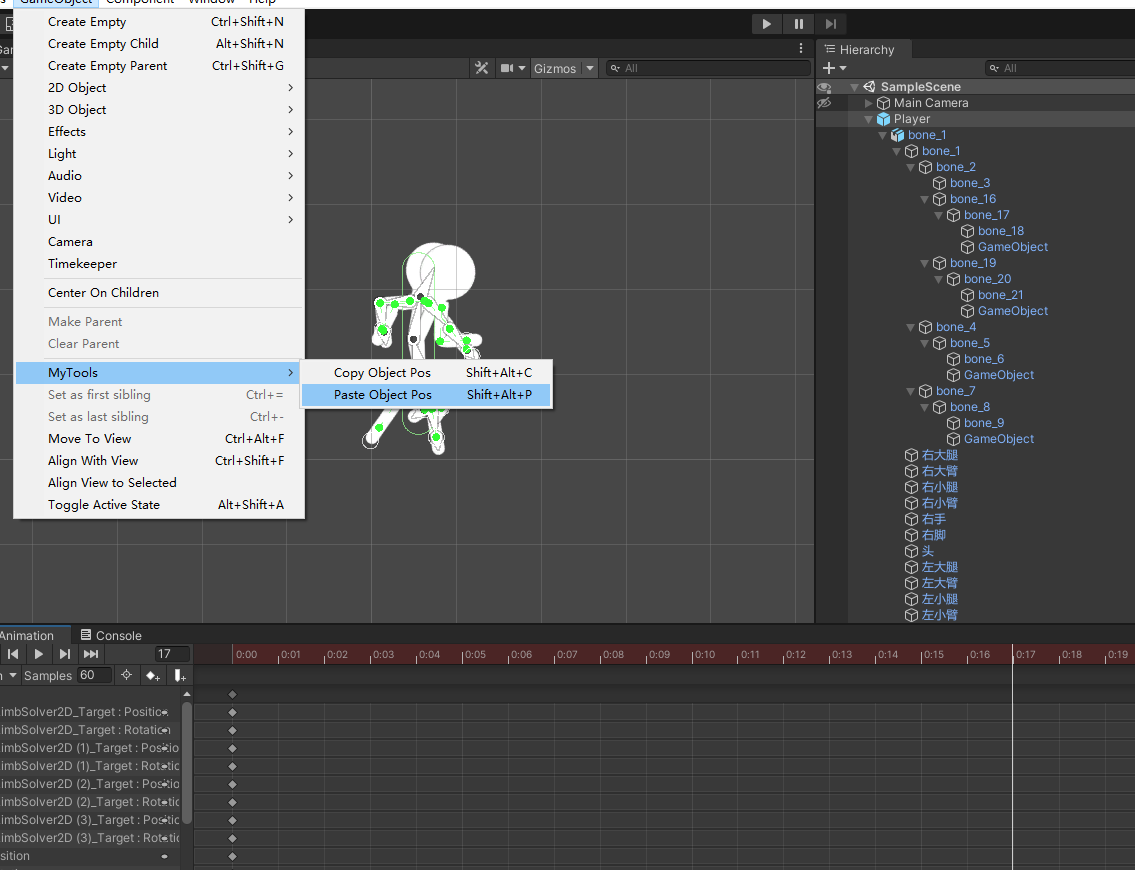 GameObject Component Window Help
Create Empty Ctrl+Shift+N
Create Empty Child Alt+Shift+N
Create Empty Parent Ctrl+Shift+G
2D Object
3D Object
Effects
Light
Audio
Video
UI
Camera
Timekeeper
Center On Children
Make Parent
Clear Parent
MyTools
Set as first sibling Ctrl+=
Set as last sibling Ctrl+-
Move To View Ctrl+Alt+F
Align With View Ctrl+Shift+F
Align View to Selected
Toggle Active State Alt+Shift+A
Copy Object Pos Shift+Alt+C
Paste Object Pos Shift+Alt+P
Gizmos All
Hierarchy
All
SampleScene
Main Camera
Player
bone_1
bone_1
bone_2
bone_3
bone_16
bone_17
bone_18
GameObject
bone_19
bone_20
bone_21
GameObject
bone_4
bone_5
bone_6
GameObject
bone_7
bone_8
bone_9
GameObject
右大腿
右大臂
右小腿
右小臂
右手
右脚
头
左大腿
左大臂
左小腿
左小臂
Animation Console
17 0:00 0:01 0:02 0:03 0:04 0:05 0:06 0:07 0:08 0:09 0:10 0:11 0:12 0:13 0:14 0:15 0:16 0:17 0:18 0:19
Samples 60
imbSolver2D_Target : Position
imbSolver2D_Target : Rotation
imbSolver2D (1)_Target : Positio
imbSolver2D (1)_Target : Rotatic
imbSolver2D (2)_Target : Positio
imbSolver2D (2)_Target : Rotatic
imbSolver2D (3)_Target : Positio
imbSolver2D (3)_Target : Rotatio
sition